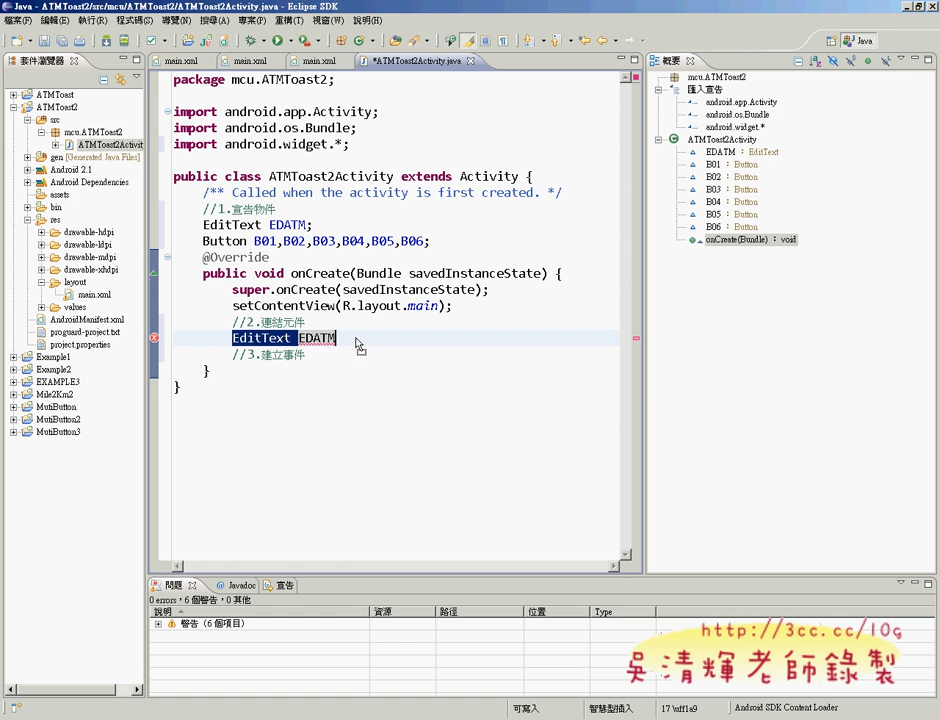 Java - ATMToast2/src/mcu/ATMToast2/ATMToast2Activity.java - Eclipse SDK
檔案(F) 編輯(E) 執行(R) 程式碼(S) 導覽(N) 搜尋(A) 專案(P) 重構(T) 視窗(W) 說明(H)
Java
套件瀏覽器
main.xml
main.xml
main.xml
*ATMToast2Activity.java
概要
ATMToast
ATMToast2
src
mcu.ATMToast2
ATMToast2Activit
gen [Generated Java Files]
Android 2.1
Android Dependencies
assets
bin
res
drawable-hdpi
drawable-ldpi
drawable-mdpi
drawable-xhdpi
layout
main.xml
values
AndroidManifest.xml
proguard-project.txt
project.properties
Example1
Example2
EXAMPLE3
Mile2Km2
MutiButton
MutiButton2
MutiButton3
package mcu.ATMToast2;
import android.app.Activity;
import android.os.Bundle;
import android.widget.*;
public class ATMToast2Activity extends Activity {
/** Called when the activity is first created. */
//1.宣告物件
EditText EDATM;
Button B01,B02,B03,B04,B05,B06;
@Override
public void onCreate(Bundle savedInstanceState) {
super.onCreate(savedInstanceState);
setContentView(R.layout.main);
//2.連結元件
EditText EDATM
//3.建立事件
}
}
mcu.ATMToast2
匯入宣告
android.app.Activity
android.os.Bundle
android.widget.*
ATMToast2Activity
EDATM : EditText
B01 : Button
B02 : Button
B03 : Button
B04 : Button
B05 : Button
B06 : Button
onCreate(Bundle) : void
問題
Javadoc
宣告
0 errors，6 個警告，0 其他
說明 資源 路徑 位置 Type
警告 (6 個項目)
http://3cc.cc/10g
吳清輝老師錄製
可寫入
智慧型插入
17 \uff1a9
Android SDK Content Loader